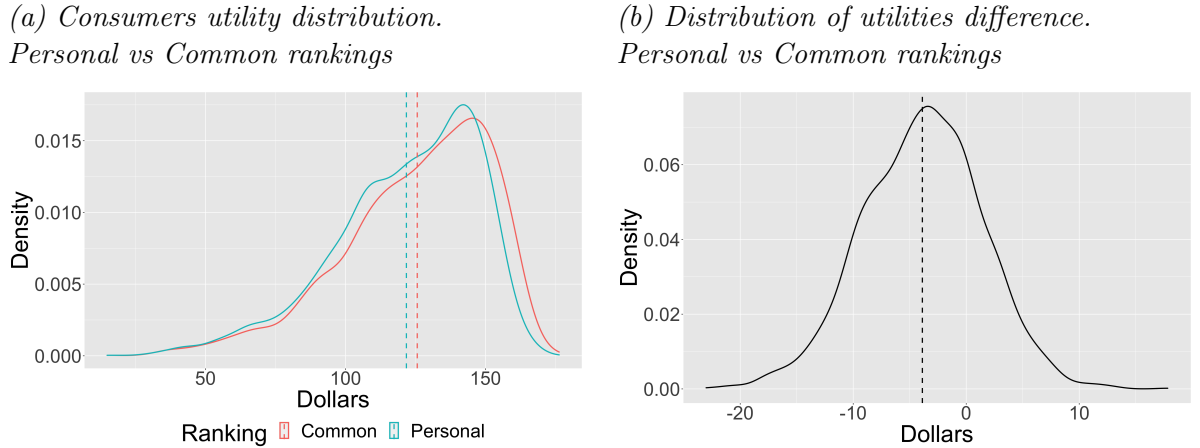 (a) Consumers utility distribution.
Personal vs Common rankings
0.015
0.010
0.005
0.000
Density
50
100
150
Dollars
Ranking
Common
Personal
(b) Distribution of utilities difference.
Personal vs Common rankings
0.06
0.04
0.02
0.00
Density
-20
-10
0
10
Dollars